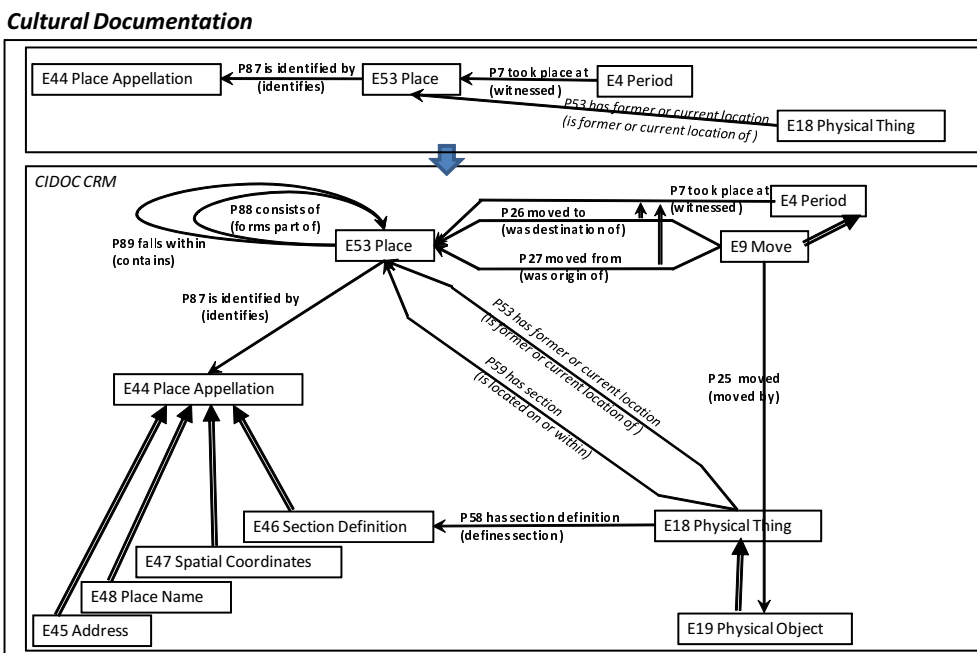 Cultural Documentation
E44 Place Appellation
P87 is identified by
(identifies)
E53 Place
P7 took place at
(witnessed)
E4 Period
P53 has former or current location
(is former or current location of )
E18 Physical Thing
CIDOC CRM
P7 took place at
(witnessed)
E4 Period
P88 consists of
(forms part of)
P26 moved to
(was destination of)
P89 falls within
(contains)
E53 Place
E9 Move
P27 moved from
(was origin of)
P87 is identified by
(identifies)
P53 has former or current location
(is former or current location of )
P59 has section
(is located on or within)
P25 moved
(moved by)
E44 Place Appellation
E46 Section Definition
P58 has section definition
(defines section)
E18 Physical Thing
E47 Spatial Coordinates
E48 Place Name
E45 Address
E19 Physical Object